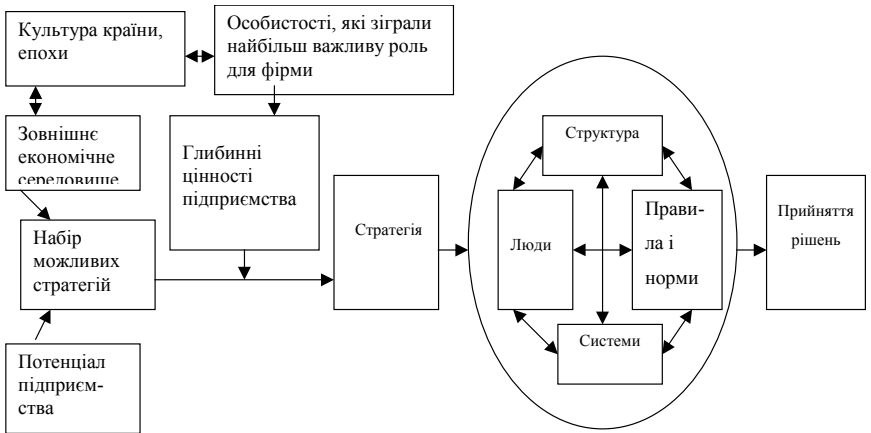 Культура країни,
епохи
Особистості, які зіграли
найбільш важливу роль
для фірми
Зовнішнє
економічне
середовище
Глибинні
цінності
підприємства
Набір
можливих
стратегій
Потенціал
підприєм-
ства
Стратегія
Структура
Люди
Прави-
ла і
норми
Системи
Прийняття
рішень